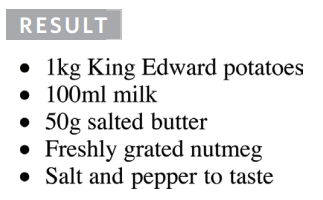 RESULT
• 1kg King Edward potatoes
• 100ml milk
• 50g salted butter
• Freshly grated nutmeg
• Salt and pepper to taste